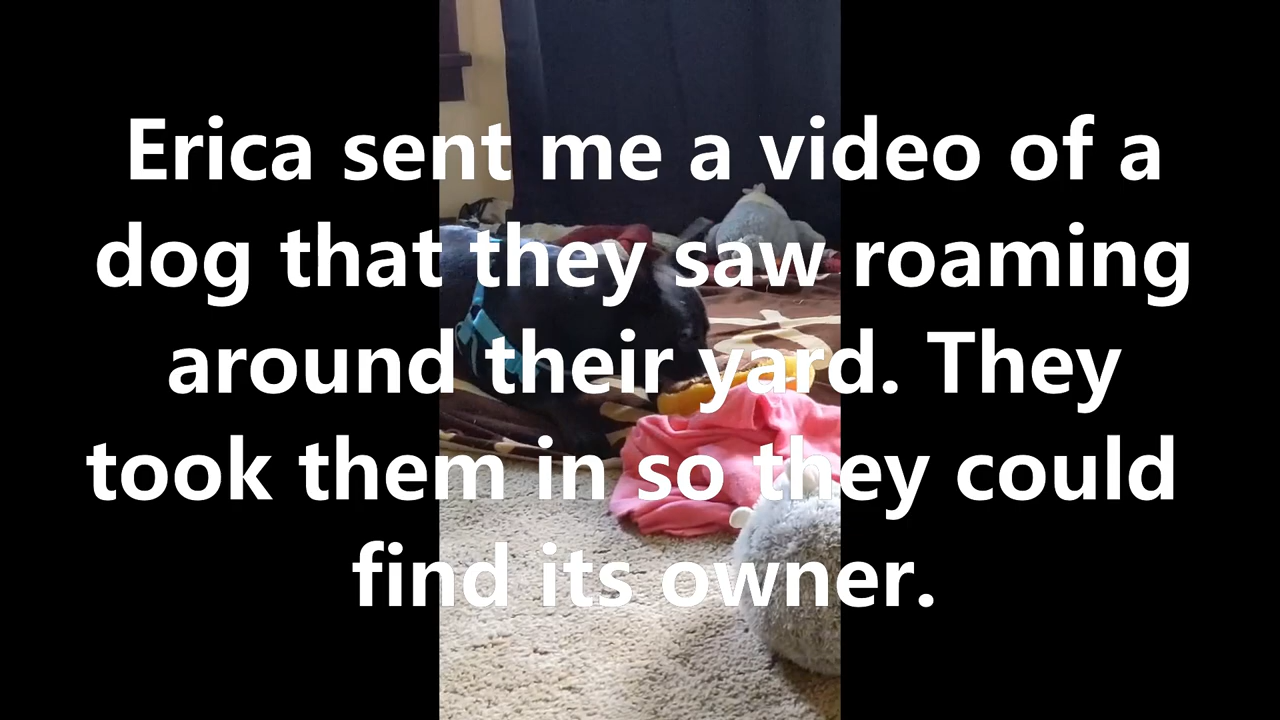 Erica sent me a video of a
dog that they saw roaming
around their yard. They
took them in so they could
find its owner.